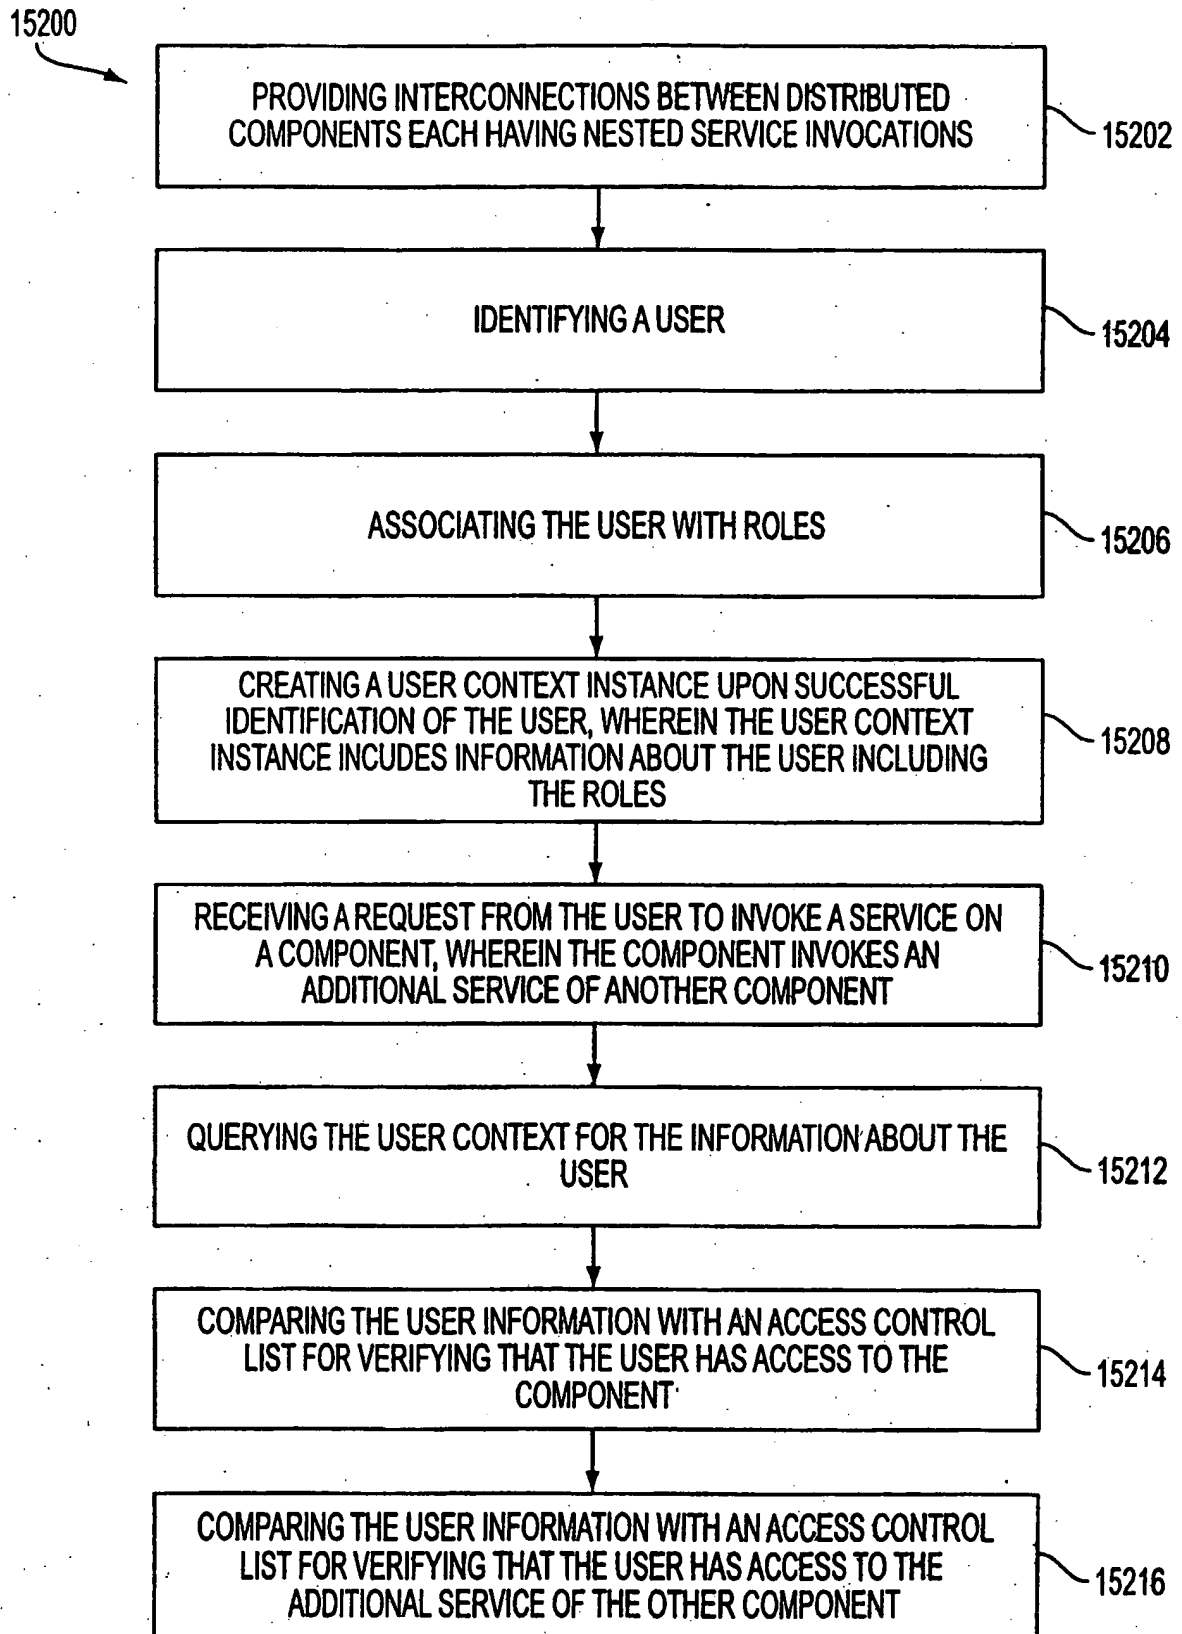 15200
PROVIDING INTERCONNECTIONS BETWEEN DISTRIBUTED
COMPONENTS EACH HAVING NESTED SERVICE INVOCATIONS
15202
IDENTIFYING A USER
15204
ASSOCIATING THE USER WITH ROLES
15206
CREATING A USER CONTEXT INSTANCE UPON SUCCESSFUL
IDENTIFICATION OF THE USER, WHEREIN THE USER CONTEXT
INSTANCE INCUDES INFORMATION ABOUT THE USER INCLUDING
THE ROLES
15208
RECEIVING A REQUEST FROM THE USER TO INVOKE A SERVICE ON
A COMPONENT, WHEREIN THE COMPONENT INVOKES AN
ADDITIONAL SERVICE OF ANOTHER COMPONENT
15210
QUERYING THE USER CONTEXT FOR THE INFORMATION ABOUT THE
USER
15212
COMPARING THE USER INFORMATION WITH AN ACCESS CONTROL
LIST FOR VERIFYING THAT THE USER HAS ACCESS TO THE
COMPONENT
15214
COMPARING THE USER INFORMATION WITH AN ACCESS CONTROL
LIST FOR VERIFYING THAT THE USER HAS ACCESS TO THE
ADDITIONAL SERVICE OF THE OTHER COMPONENT
15216